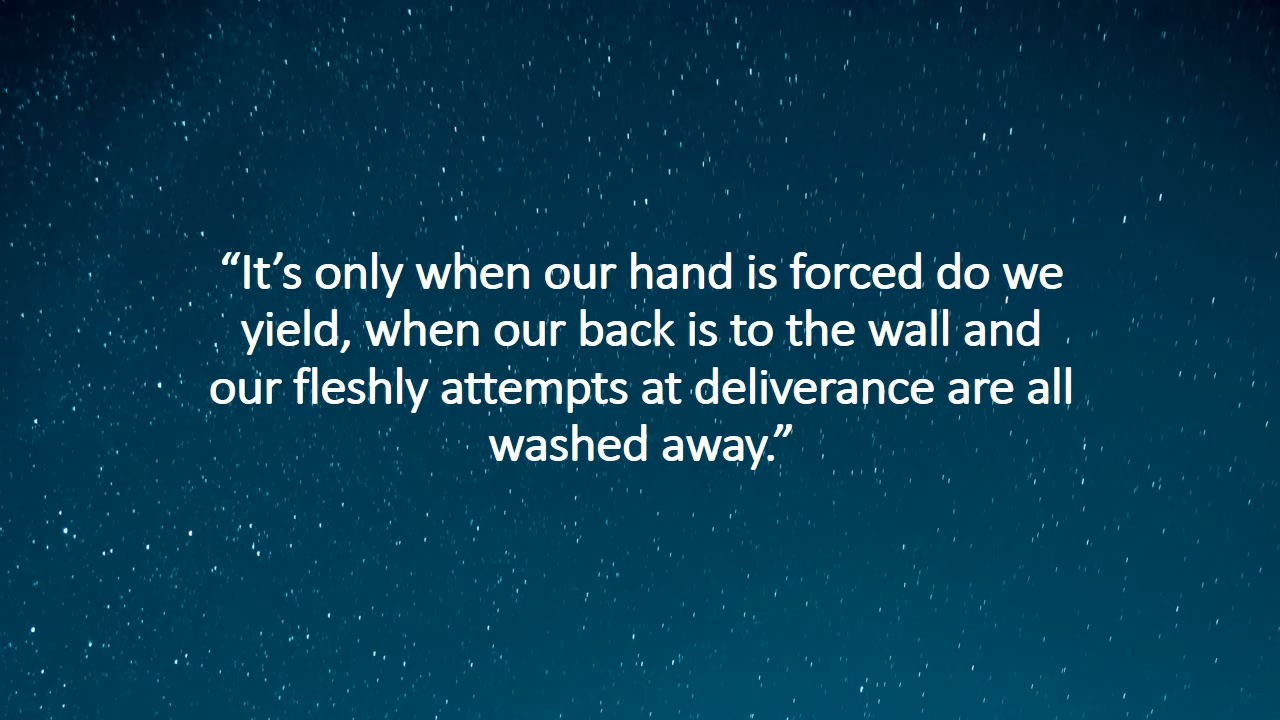 “It’s only when our hand is forced do we
yield, when our back is to the wall and
our fleshly attempts at deliverance are all
washed away.”